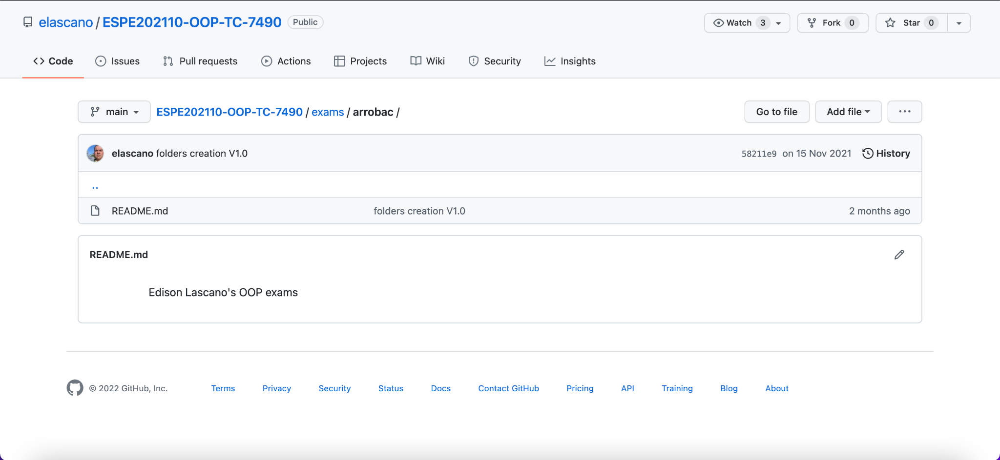 elascano / ESPE202110-OOP-TC-7490 Public Watch 3 Fork 0 Star 0
Code Issues Pull requests Actions Projects Wiki Security Insights
main ESPE202110-OOP-TC-7490 / exams / arrobac / Go to file Add file ...
elascano folders creation V1.0 58211e9 on 15 Nov 2021 History
..
README.md folders creation V1.0 2 months ago
README.md
Edison Lascano's OOP exams
© 2022 GitHub, Inc. Terms Privacy Security Status Docs Contact GitHub Pricing API Training Blog About